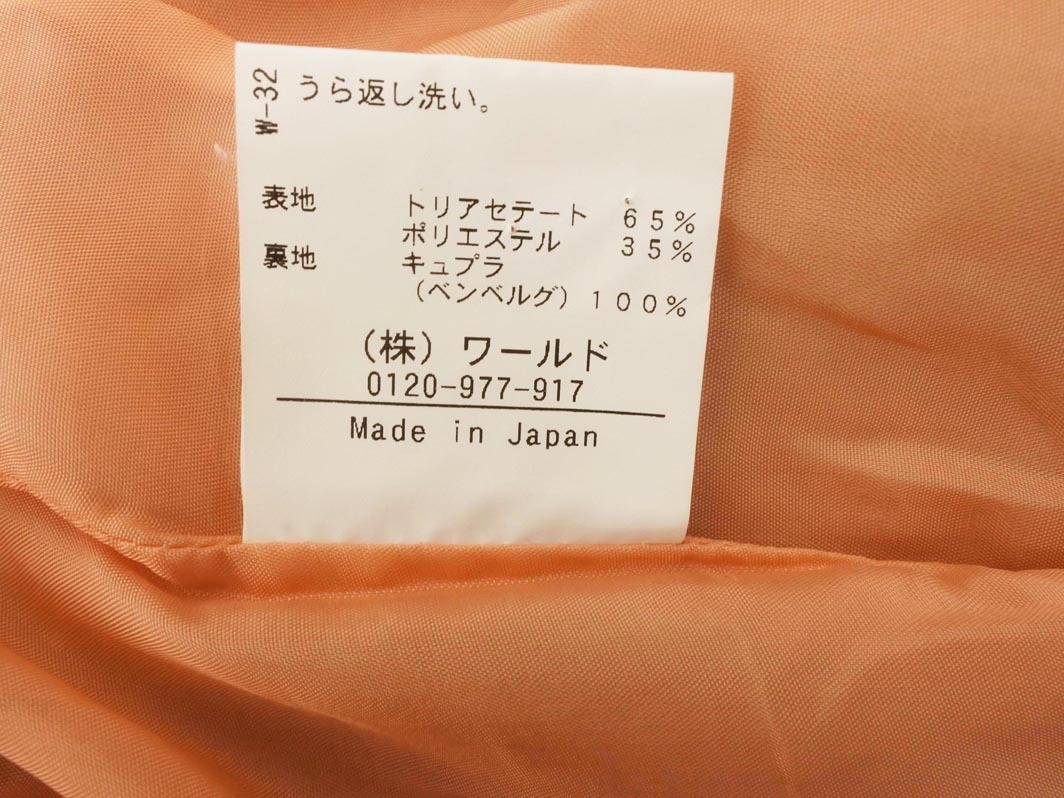 W-32
うら返し洗い。
表地 トリアセテート 65%
ポリエステル 35%
裏地 キュプラ
（ベンベルグ）100%
（株）ワールド
0120-977-917
Made in Japan